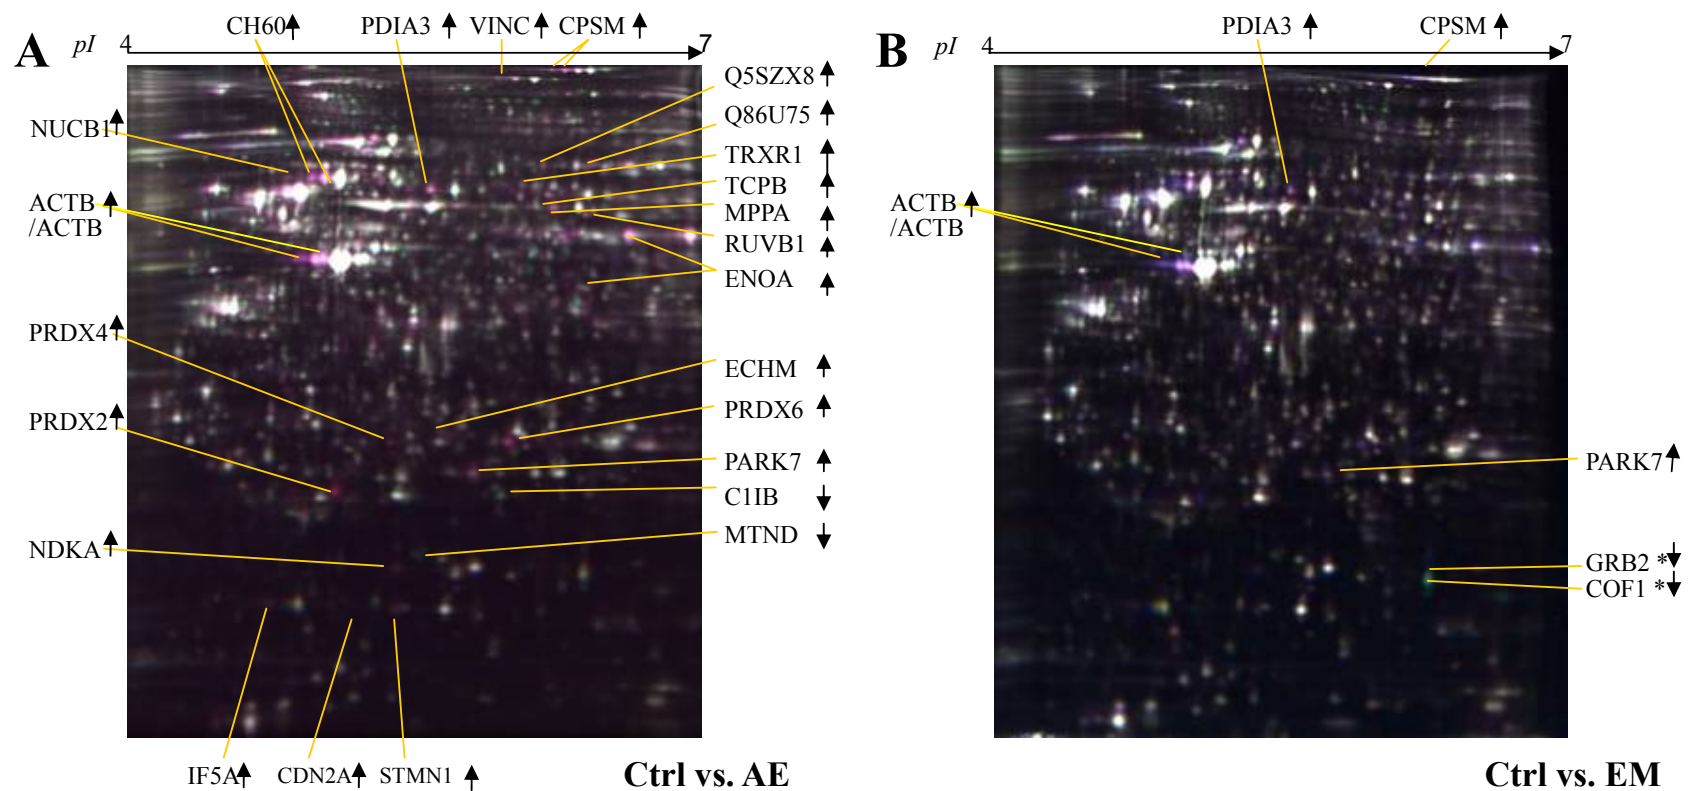 CH60 PDIA3 VINC CPSM
A pI 4 7
Q5SZX8
Q86U75
NUCB1
TRXR1
TCPB
ACTB
/ACTB
MPPA
RUVB1
ENOA
PRDX4
ECHM
PRDX6
PRDX2
PARK7
C1IB
MTND
NDKA
IF5A CDN2A STMN1
Ctrl vs. AE
PDIA3 CPSM
B pI 4 7
ACTB
/ACTB
PARK7
GRB2 *
COF1 *
Ctrl vs. EM